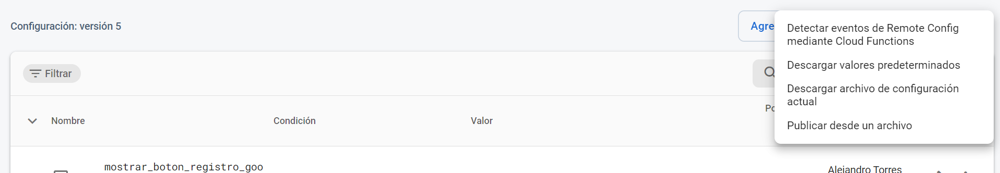 Configuración: versión 5
Agre
Detectar eventos de Remote Config
mediante Cloud Functions
Descargar valores predeterminados
Descargar archivo de configuración
actual
Publicar desde un archivo
Filtrar
Po
Nombre
Condición
Valor
mostrar_boton_registro_goo
Alejandro Torres